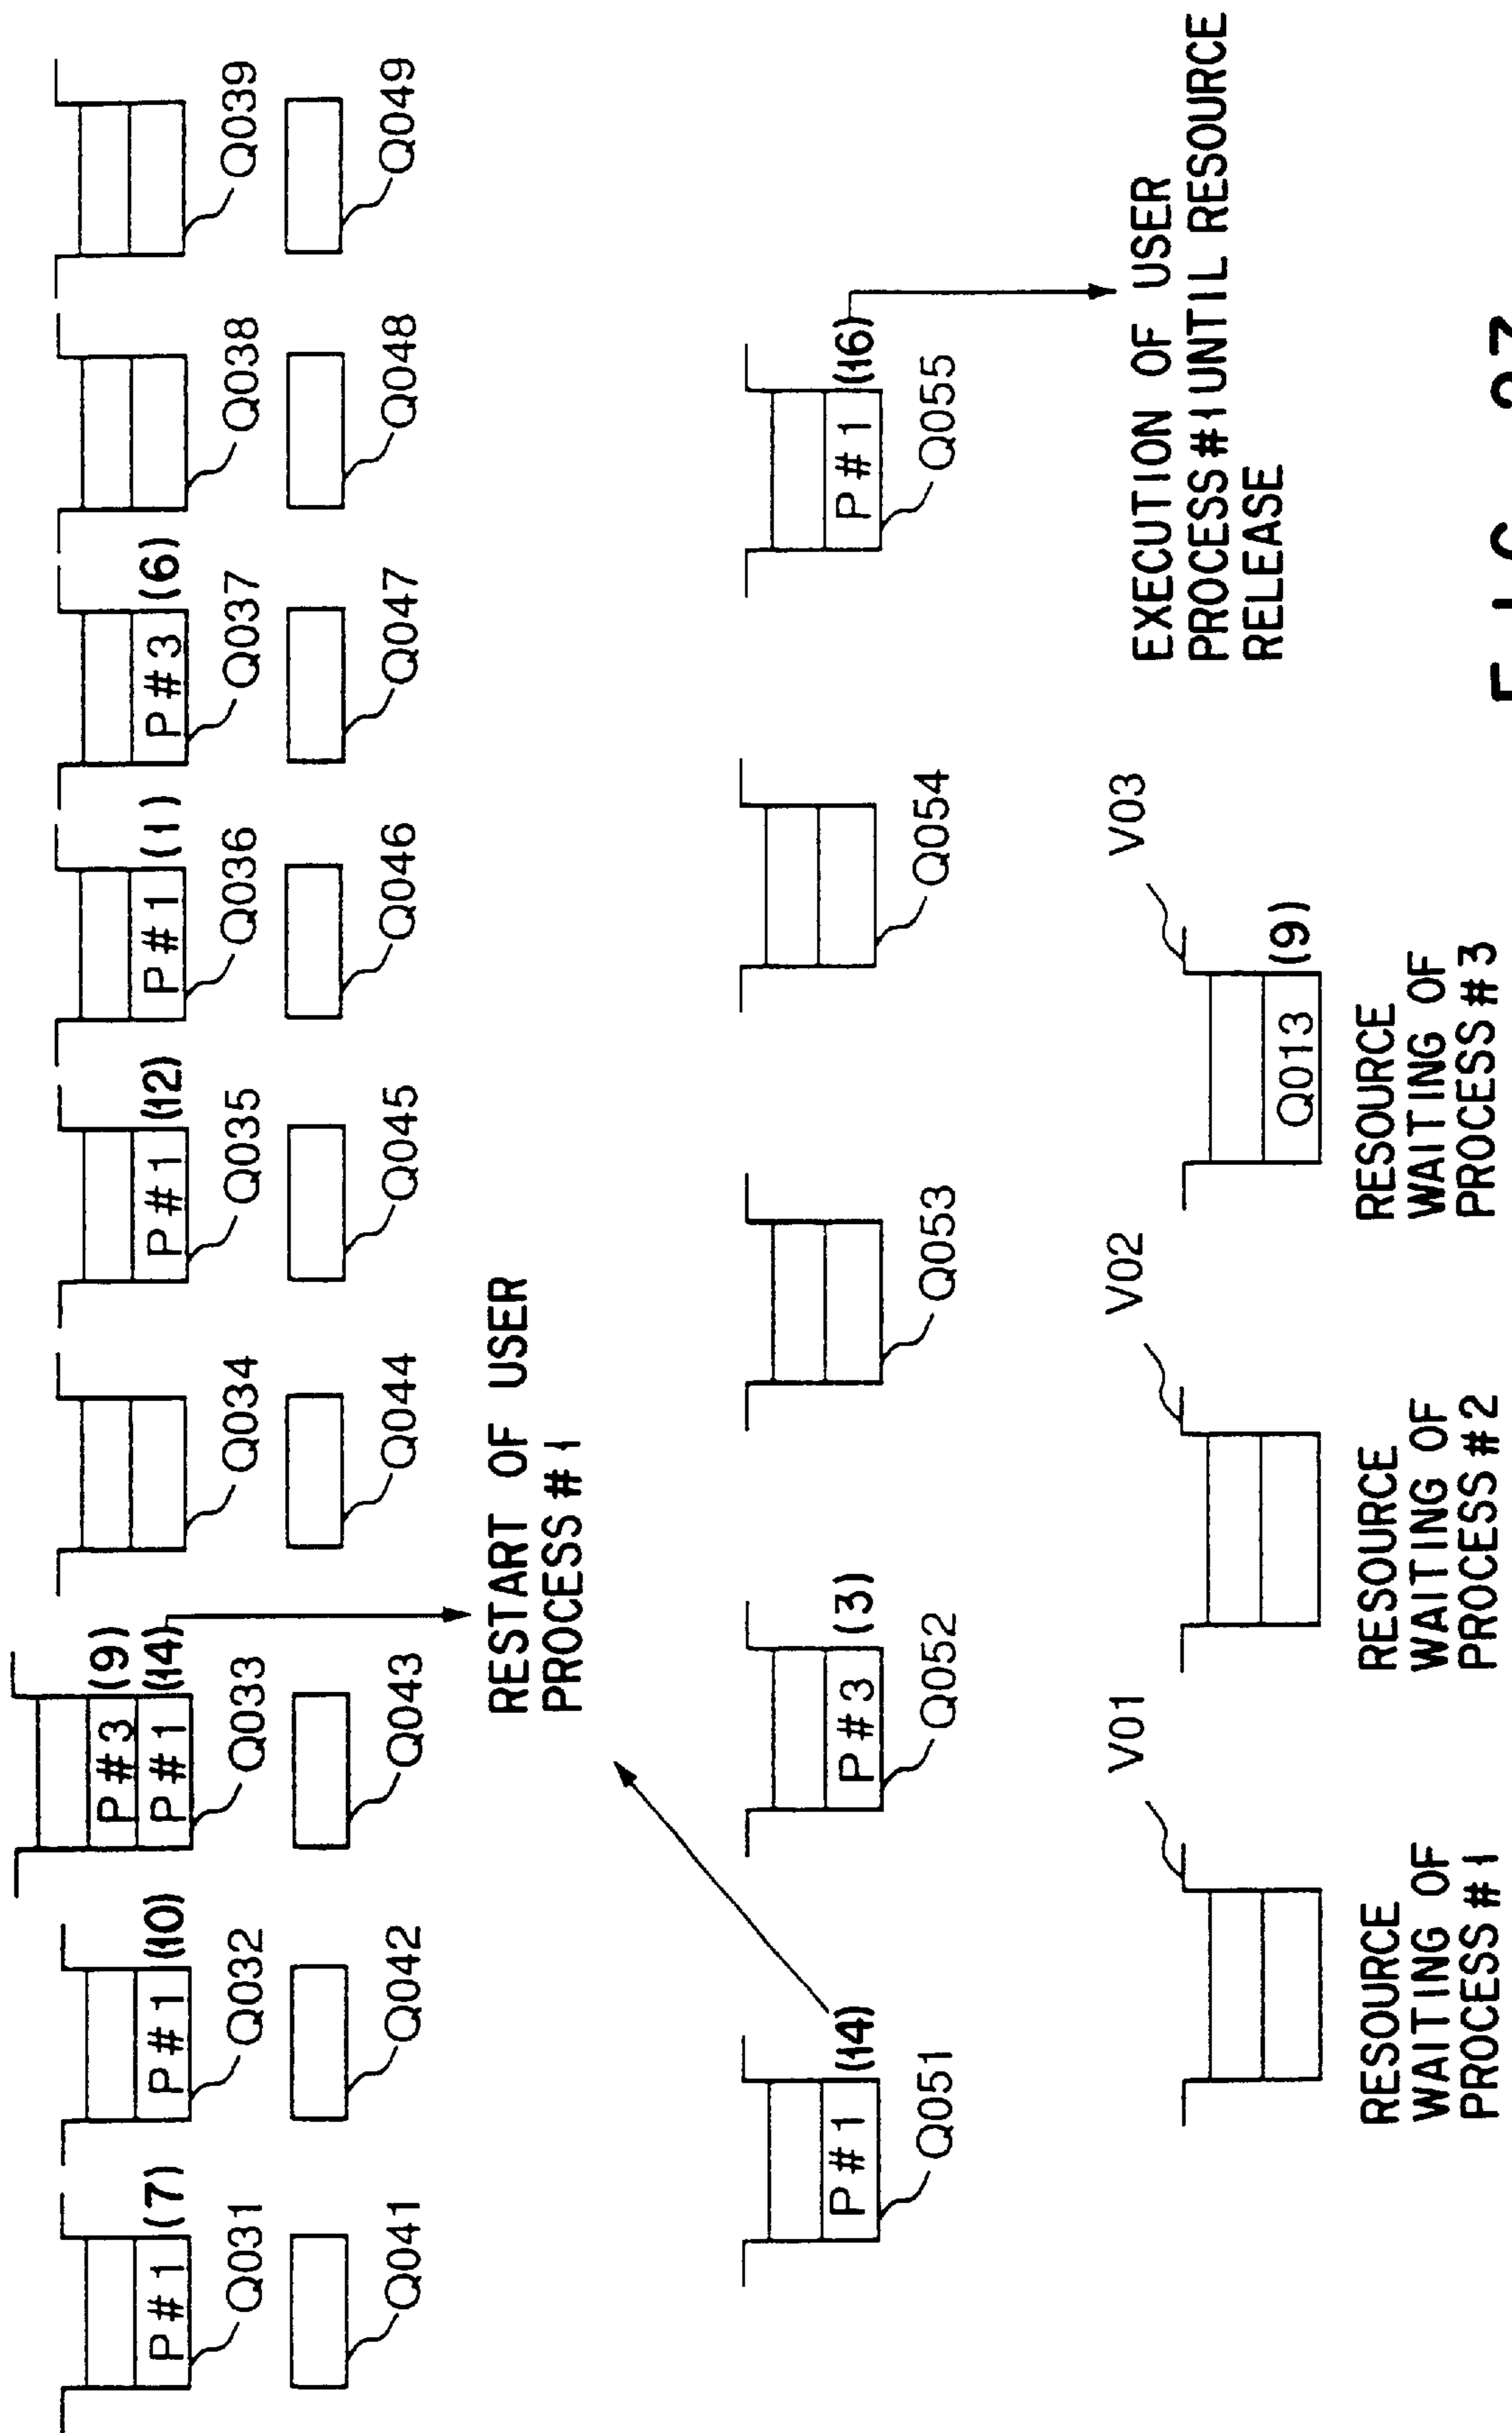 P#1 (7)
Q031
P#1 (10)
Q032
P#3 (9)
P#1 (14)
Q033
Q034
P#1 (12)
Q035
P#1 (1)
Q036
P#3 (6)
Q037
Q038
Q039
Q041
Q042
Q043
Q044
Q045
Q046
Q047
Q048
Q049
RESTART OF USER
PROCESS#1
P#1 (14)
Q051
P#3 (3)
Q052
Q053
Q054
P#1 (16)
Q055
EXECUTION OF USER
PROCESS#1 UNTIL RESOURCE
RELEASE
V01
RESOURCE
WAITING OF
PROCESS#1
V02
RESOURCE
WAITING OF
PROCESS#2
V03
Q013 (9)
RESOURCE
WAITING OF
PROCESS#3